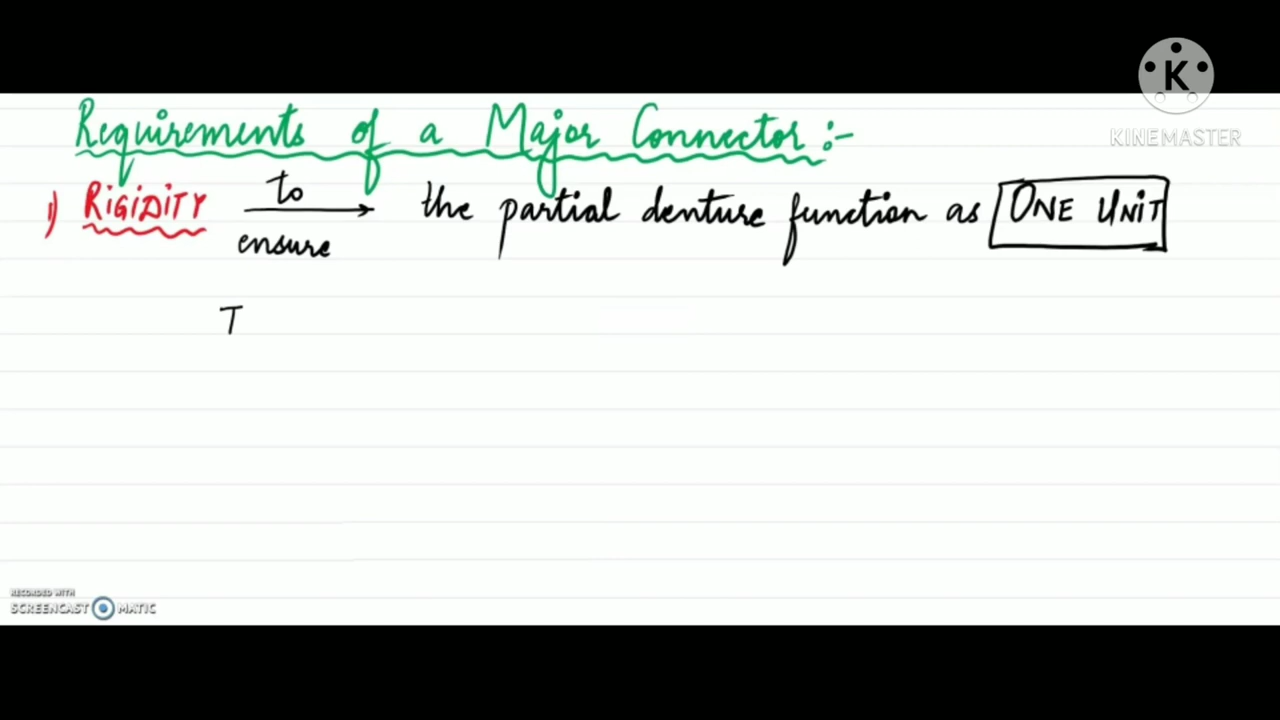 K
KINEMASTER
Requirements of a Major Connector :-
1) RIGIDITY to ensure → the partial denture function as ONE UNIT
T
RECORDED WITH
SCREENCAST MATIC